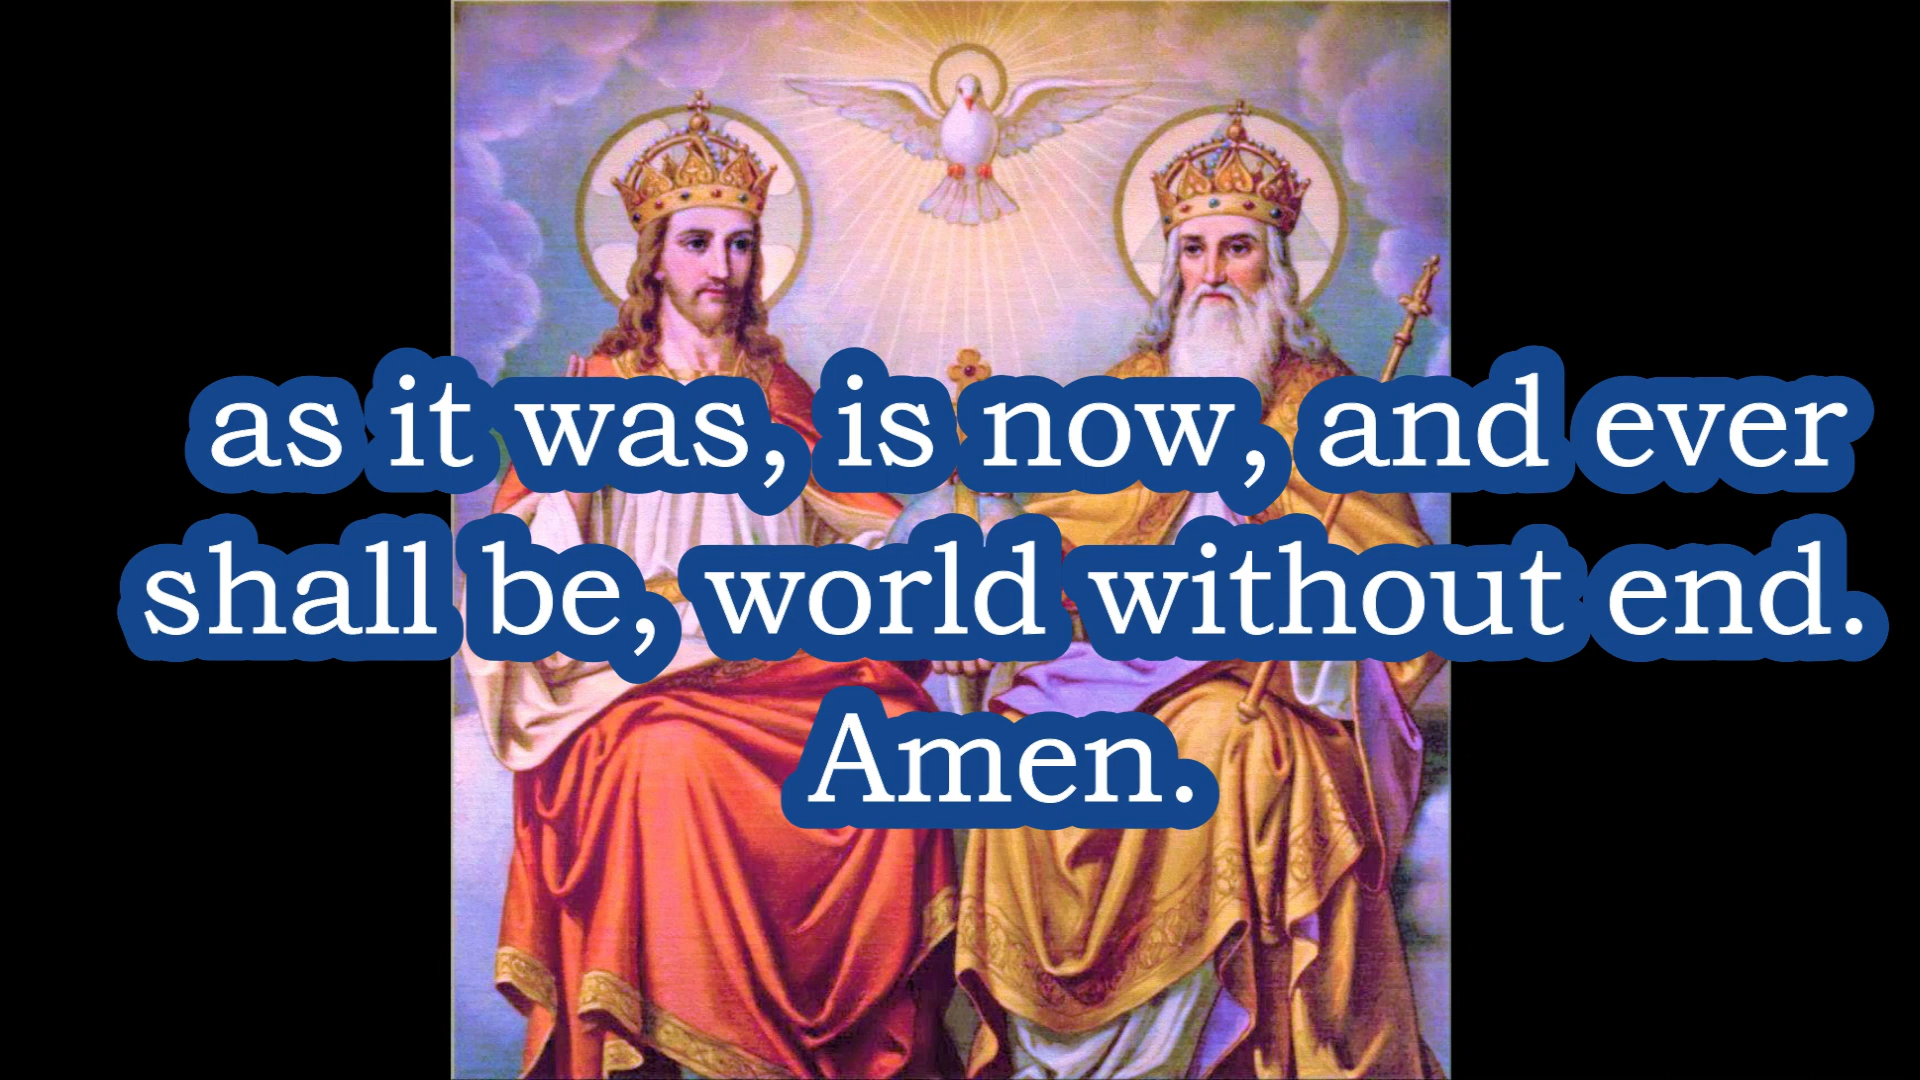 as it was, is now, and ever
shall be, world without end.
Amen.